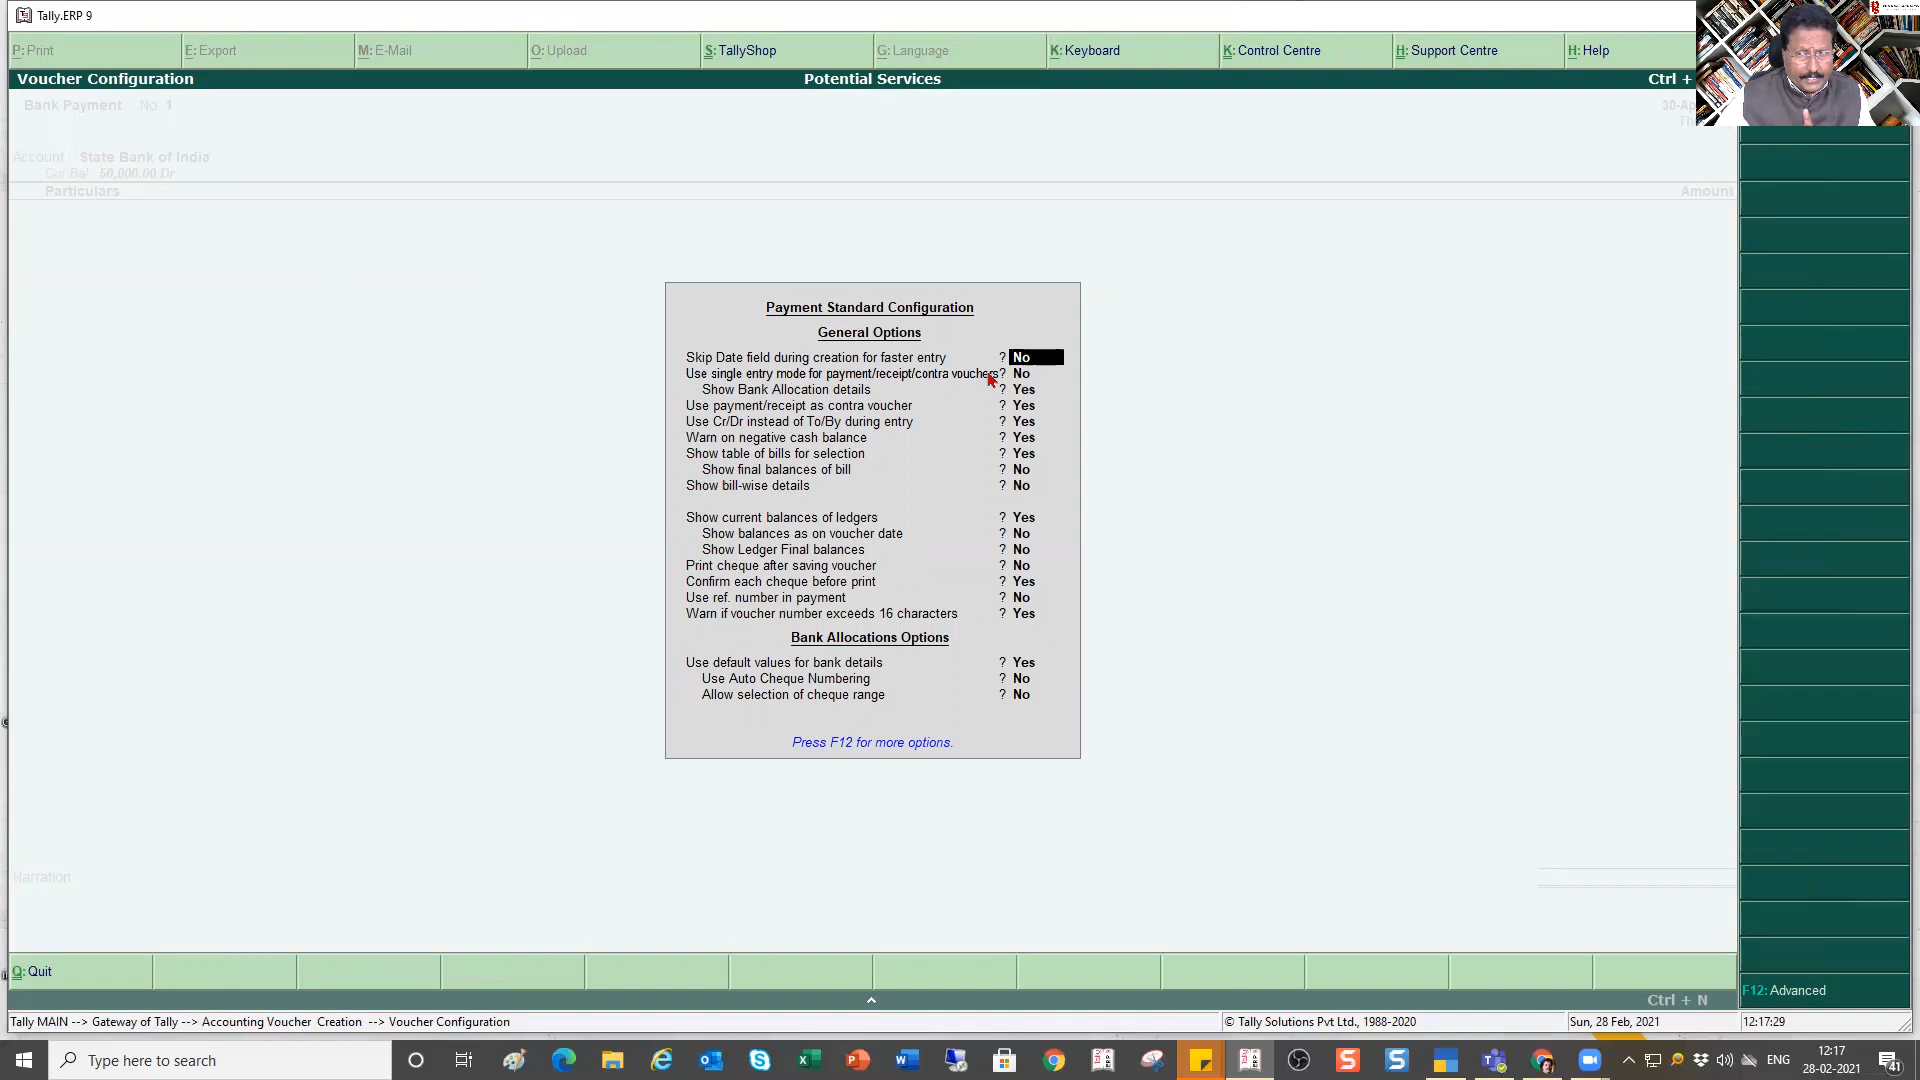 Tally.ERP 9
P: Print E: Export M: E-Mail O: Upload S: TallyShop G: Language K: Keyboard K: Control Centre H: Support Centre H: Help
Voucher Configuration Potential Services Ctrl +
Bank Payment No. 1
Account : State Bank of India
Cur Bal: 50,000.00 Dr
Particulars Amount
Payment Standard Configuration
General Options
Skip Date field during creation for faster entry ? No
Use single entry mode for payment/receipt/contra vouchers? No
Show Bank Allocation details ? Yes
Use payment/receipt as contra voucher ? Yes
Use Cr/Dr instead of To/By during entry ? Yes
Warn on negative cash balance ? Yes
Show table of bills for selection ? Yes
Show final balances of bill ? No
Show bill-wise details ? No
Show current balances of ledgers ? Yes
Show balances as on voucher date ? No
Show Ledger Final balances ? No
Print cheque after saving voucher ? No
Confirm each cheque before print ? Yes
Use ref. number in payment ? No
Warn if voucher number exceeds 16 characters ? Yes
Bank Allocations Options
Use default values for bank details ? Yes
Use Auto Cheque Numbering ? No
Allow selection of cheque range ? No
Press F12 for more options.
Narration
Q: Quit
F12: Advanced
Ctrl + N
Tally MAIN --> Gateway of Tally --> Accounting Voucher Creation --> Voucher Configuration © Tally Solutions Pvt Ltd., 1988-2020 Sun, 28 Feb, 2021 12:17:29
Type here to search
ENG
12:17
28-02-2021
41